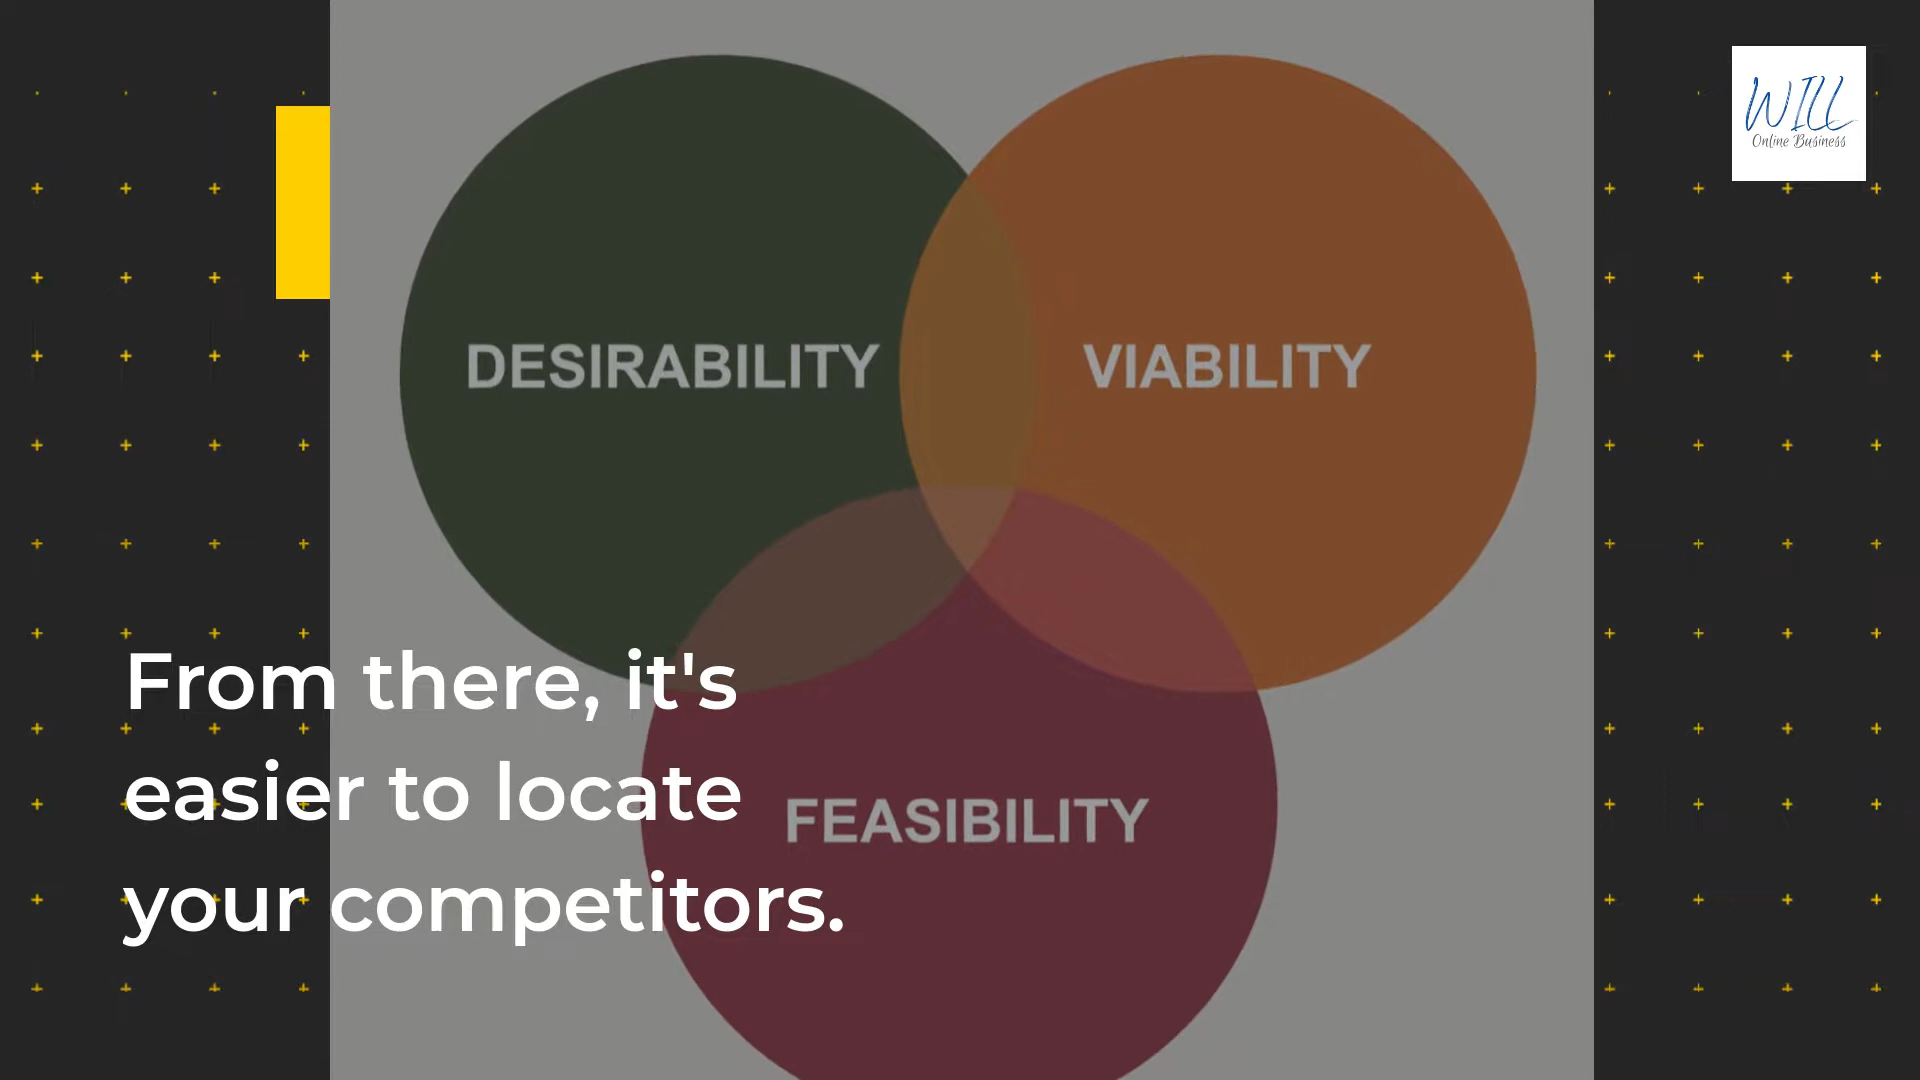 WILL
Online Business
DESIRABILITY
VIABILITY
From there, it's
easier to locate
your competitors.
FEASIBILITY